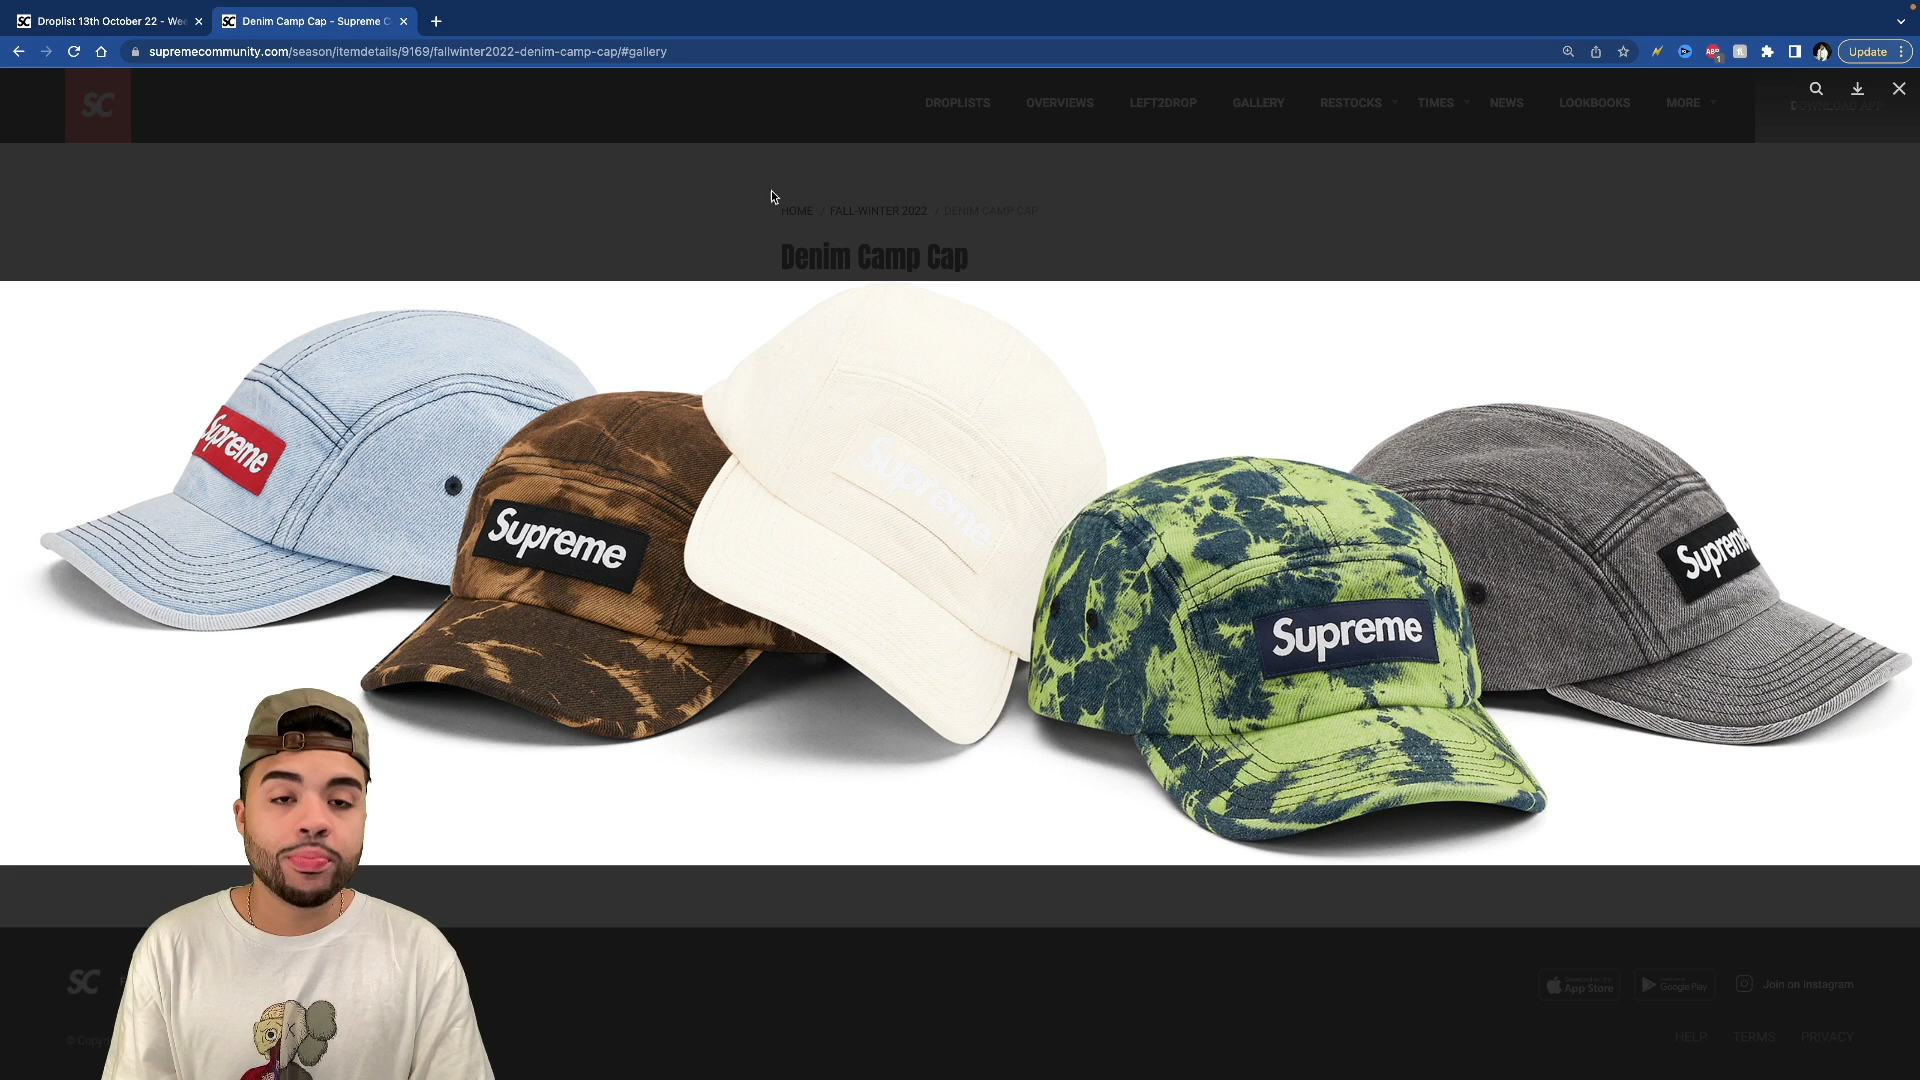 Droplist 13th October 22 - Wee
Denim Camp Cap - Supreme C
supremecommunity.com/season/itemdetails/9169/fallwinter2022-denim-camp-cap/#gallery
ABP
1
Update
SC
DROPLISTS
OVERVIEWS
LEFT2DROP
GALLERY
RESTOCKS
TIMES
NEWS
LOOKBOOKS
MORE
DOWNLOAD APP
HOME / FALL-WINTER 2022 / DENIM CAMP CAP
Denim Camp Cap
Supreme
Supreme
Supreme
Supreme
Supreme
SC
App Store
Google Play
Join on Instagram
HELP
TERMS
PRIVACY